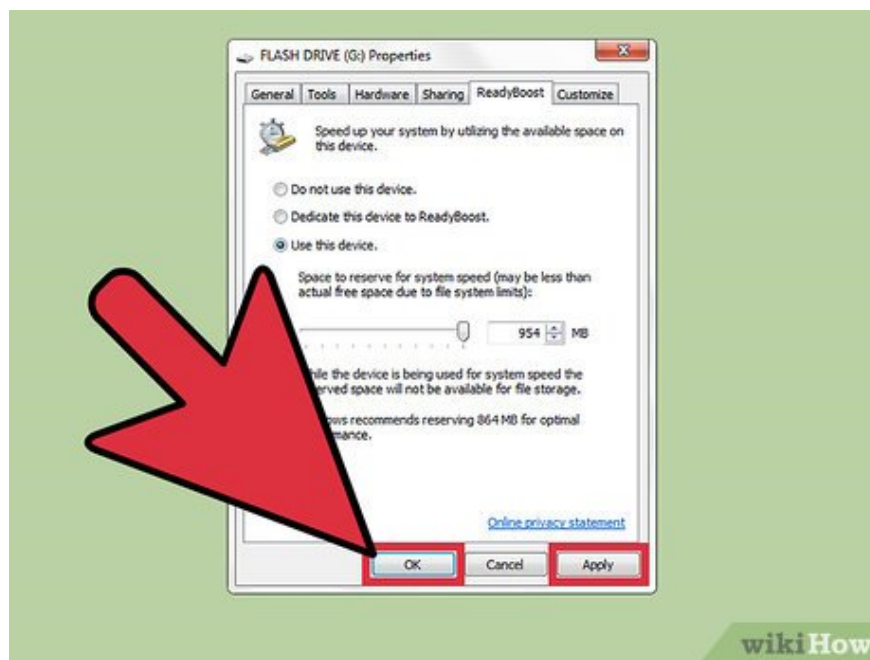 FLASH DRIVE (G:) Properties
General Tools Hardware Sharing ReadyBoost Customize
Speed up your system by utilizing the available space on
this device.
Do not use this device.
Dedicate this device to ReadyBoost.
Use this device.
Space to reserve for system speed (may be less than
actual free space due to file system limits):
954 MB
the device is being used for system speed the
space will not be available for file storage.
recommends reserving 864 MB for optimal
Online privacy statement
OK Cancel Apply
wikiHow